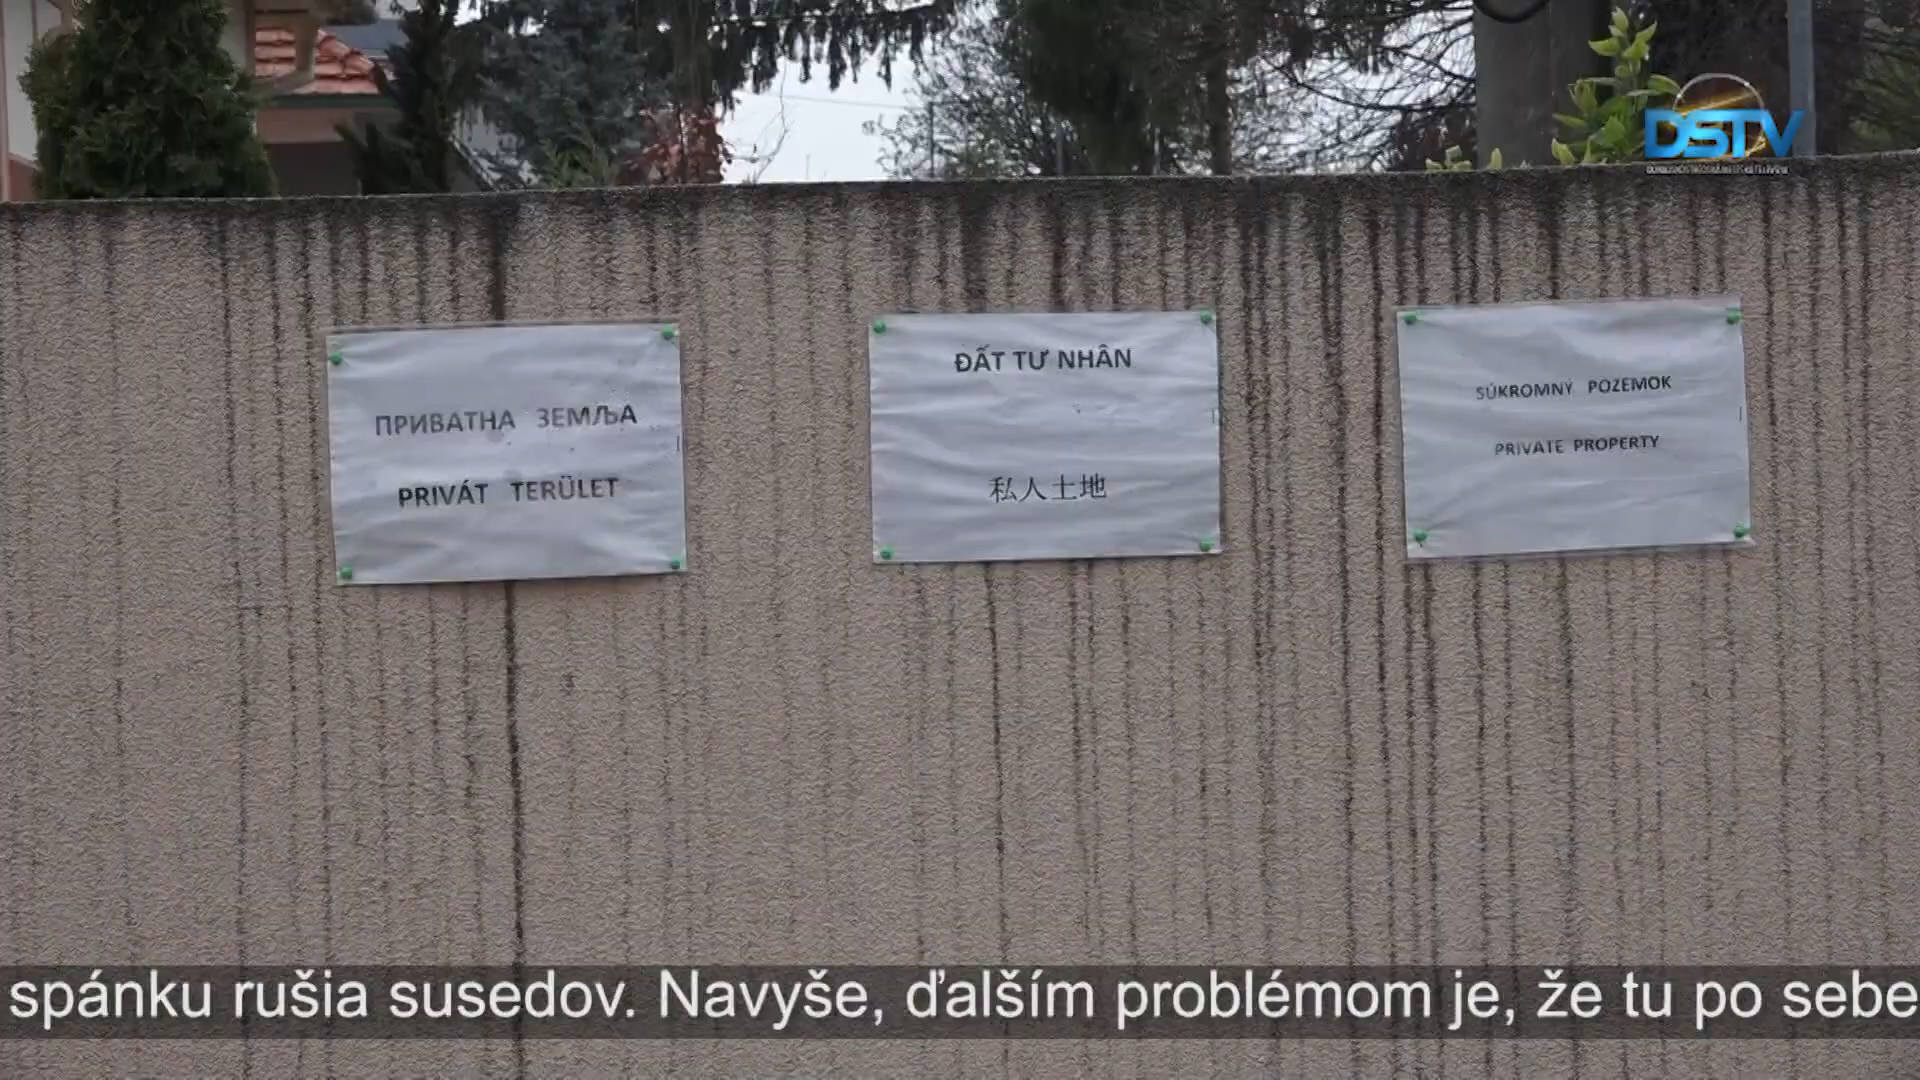 DSTV
ПРИВАТНА ЗЕМЉА
PRIVÁT TERÜLET
ĐẤT TƯ NHÂN
私人土地
SÚKROMNÝ POZEMOK
PRIVATE PROPERTY
spánku rušia susedov. Navyše, ďalším problémom je, že tu po sebe